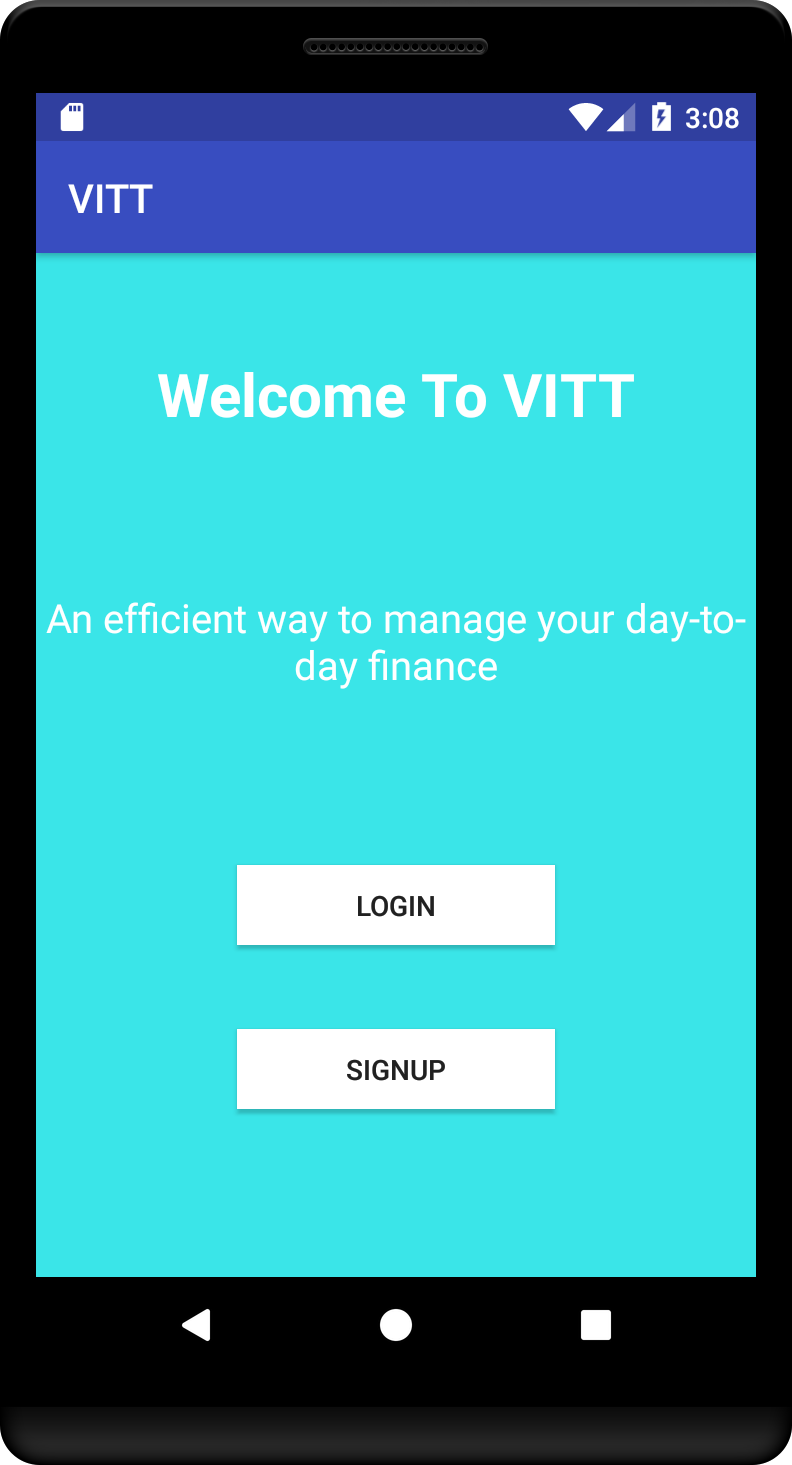 3:08
VITT
Welcome To VITT
An efficient way to manage your day-to-
day finance
LOGIN
SIGNUP